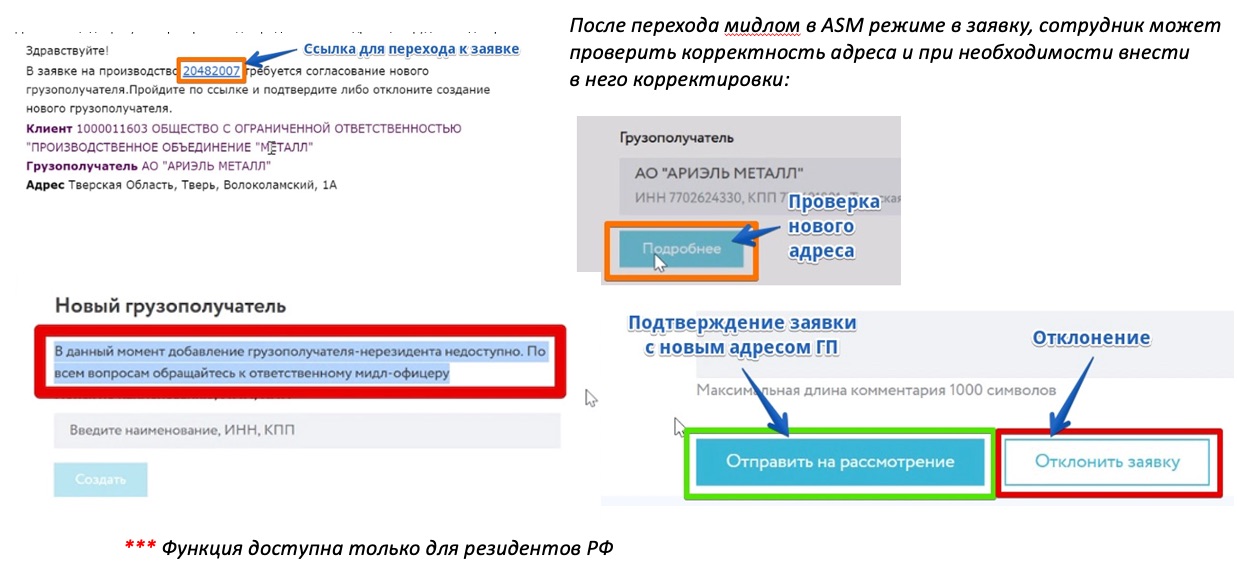 После перехода мидлом в ASM режиме в заявку, сотрудник может
проверить корректность адреса и при необходимости внести
в него корректировки:
Здравствуйте!
Ссылка для перехода к заявке
В заявке на производство 20482007 требуется согласование нового
грузополучателя.Пройдите по ссылке и подтвердите либо отклоните создание
нового грузополучателя.
Клиент 1000011603 ОБЩЕСТВО С ОГРАНИЧЕННОЙ ОТВЕТСТВЕННОСТЬЮ
"ПРОИЗВОДСТВЕННОЕ ОБЪЕДИНЕНИЕ "МЕТАЛЛ"
Грузополучатель АО "АРИЭЛЬ МЕТАЛЛ"
Адрес Тверская Область, Тверь, Волоколамский, 1А
Грузополучатель
АО "АРИЭЛЬ МЕТАЛЛ"
ИНН 7702624330, КПП
Проверка
нового
адреса
Подробнее
Новый грузополучатель
В данный момент добавление грузополучателя-нерезидента недоступно. По
всем вопросам обращайтесь к ответственному мидл-офицеру
Введите наименование, ИНН, КПП
Создать
Подтверждение заявки
с новым адресом ГП
Отклонение
Максимальная длина комментария 1000 символов
Отправить на рассмотрение
Отклонить заявку
*** Функция доступна только для резидентов РФ